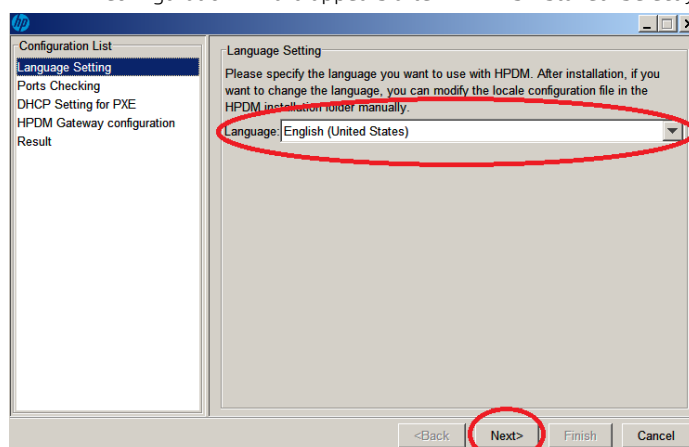 hp
Configuration List
Language Setting
Ports Checking
DHCP Setting for PXE
HPDM Gateway configuration
Result
Language Setting
Please specify the language you want to use with HPDM. After installation, if you
want to change the language, you can modify the locale configuration file in the
HPDM installation folder manually.
Language: English (United States)
<Back
Next>
Finish
Cancel